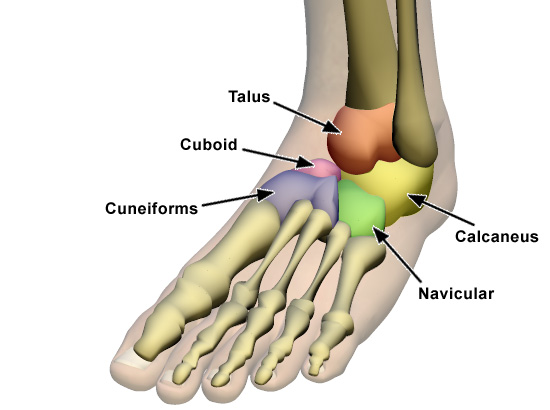 Talus
Cuboid
Cuneiforms
Calcaneus
Navicular